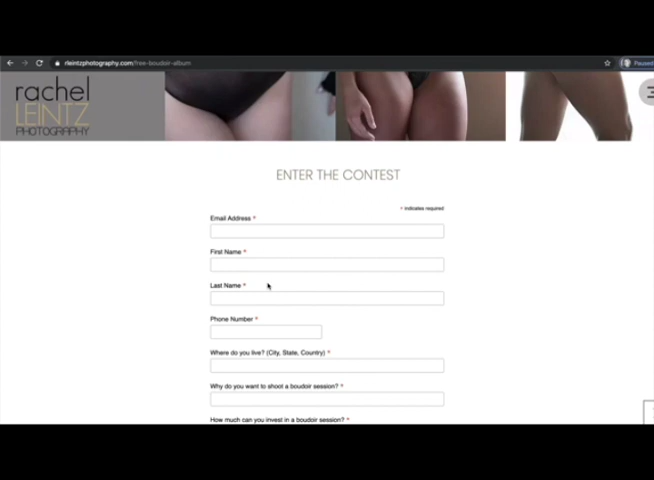 rleintzphotography.com/free-boudoir-album
Paused
rachel
LEINTZ
PHOTOGRAPHY
ENTER THE CONTEST
* indicates required
Email Address *
First Name *
Last Name *
Phone Number *
Where do you live? (City, State, Country) *
Why do you want to shoot a boudoir session? *
How much can you invest in a boudoir session? *